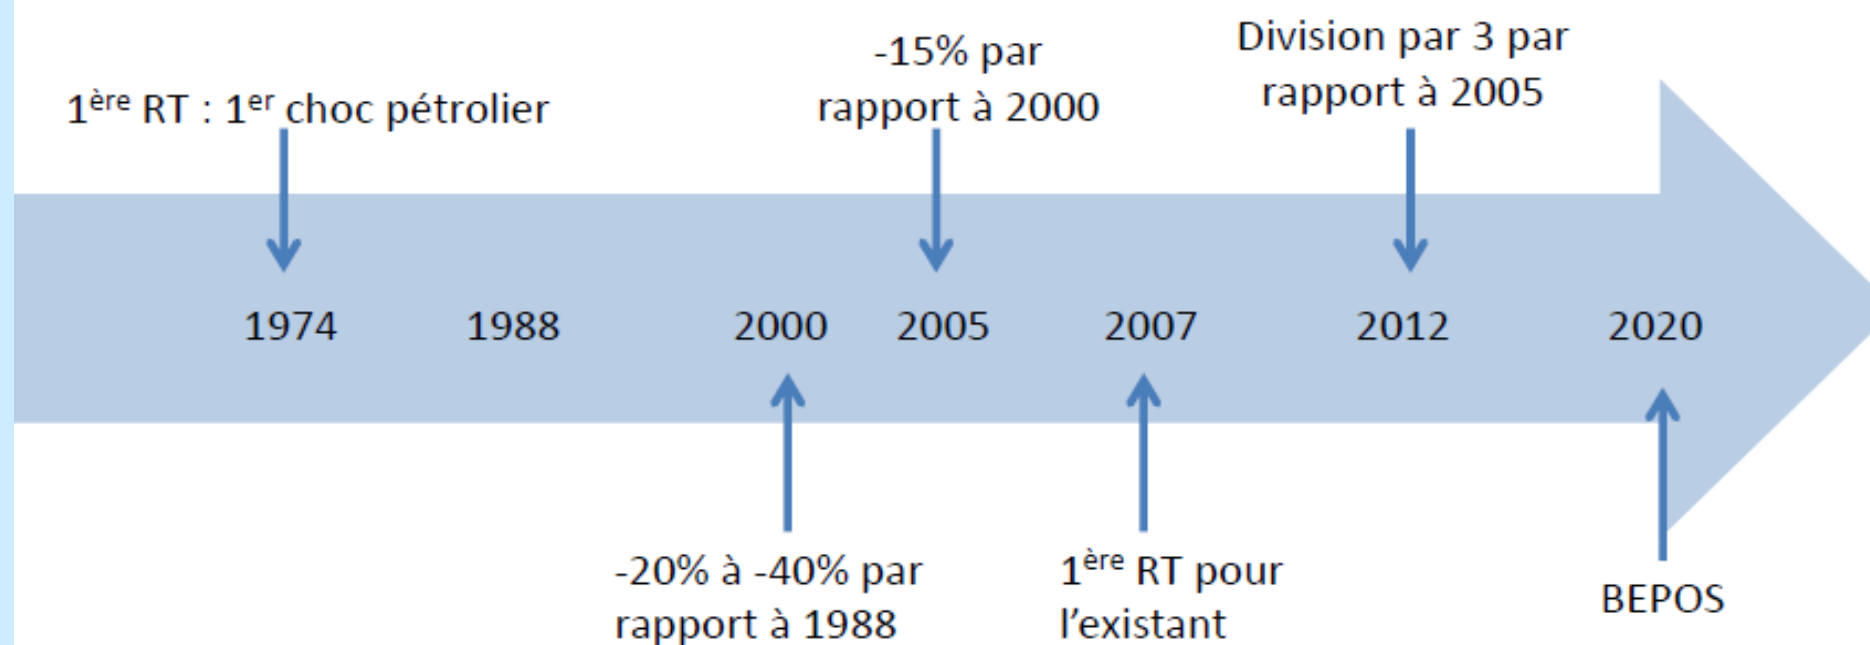 1ère RT : 1er choc pétrolier
-15% par
rapport à 2000
Division par 3 par
rapport à 2005
1974 1988 2000 2005 2007 2012 2020
-20% à -40% par
rapport à 1988
1ère RT pour
l’existant
BEPOS